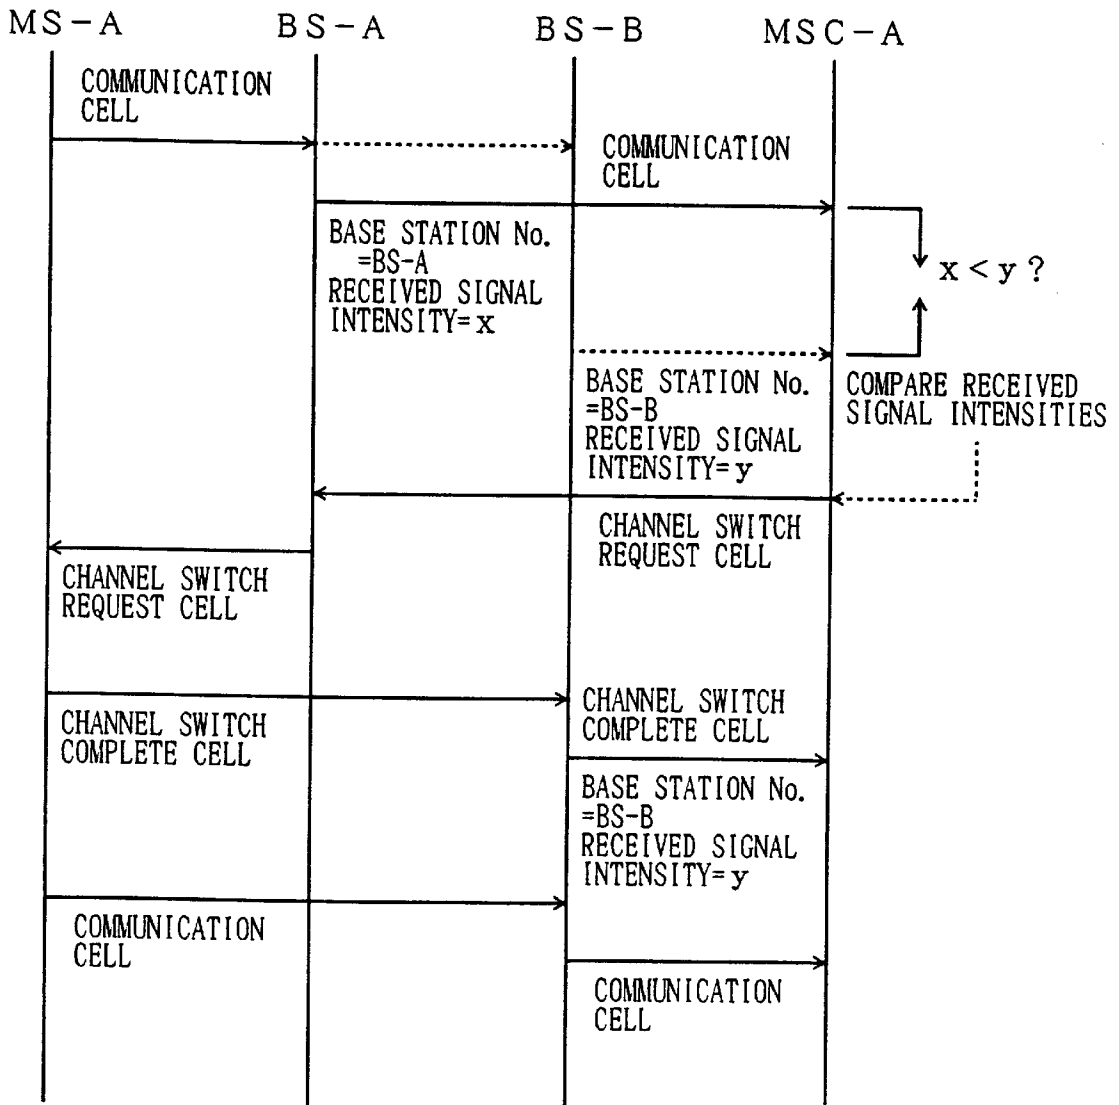 MS-A BS-A BS-B MSC-A
COMMUNICATION
CELL
COMMUNICATION
CELL
BASE STATION No.
=BS-A
RECEIVED SIGNAL
INTENSITY=x
x<y?
BASE STATION No.
=BS-B
RECEIVED SIGNAL
INTENSITY=y
COMPARE RECEIVED
SIGNAL INTENSITIES
CHANNEL SWITCH
REQUEST CELL
CHANNEL SWITCH
REQUEST CELL
CHANNEL SWITCH
COMPLETE CELL
CHANNEL SWITCH
COMPLETE CELL
BASE STATION No.
=BS-B
RECEIVED SIGNAL
INTENSITY=y
COMMUNICATION
CELL
COMMUNICATION
CELL